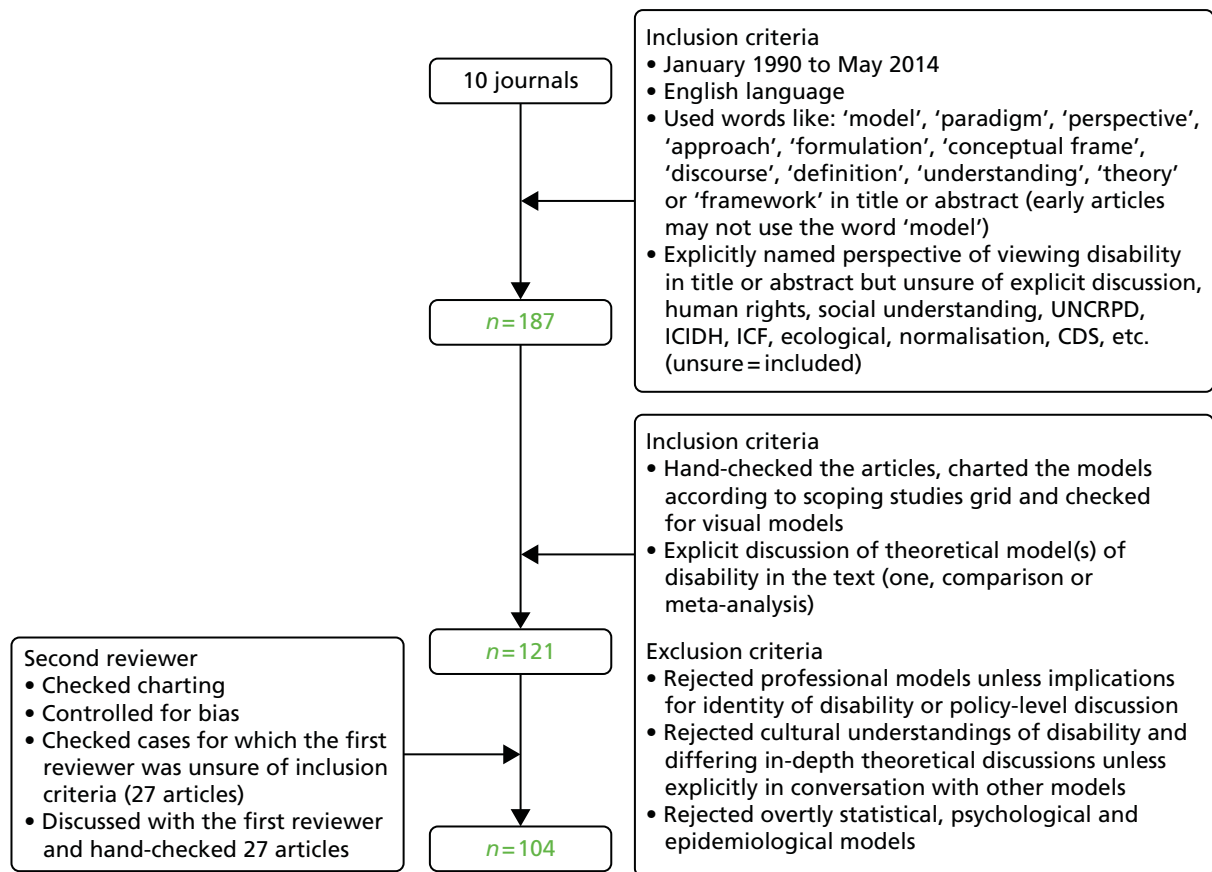 10 journals
Inclusion criteria
• January 1990 to May 2014
• English language
• Used words like: ‘model’, ‘paradigm’, ‘perspective’,
‘approach’, ‘formulation’, ‘conceptual frame’,
‘discourse’, ‘definition’, ‘understanding’, ‘theory’
or ‘framework’ in title or abstract (early articles
may not use the word ‘model’)
• Explicitly named perspective of viewing disability
in title or abstract but unsure of explicit discussion,
human rights, social understanding, UNCRPD,
ICIDH, ICF, ecological, normalisation, CDS, etc.
(unsure = included)
n = 187
Inclusion criteria
• Hand-checked the articles, charted the models
according to scoping studies grid and checked
for visual models
• Explicit discussion of theoretical model(s) of
disability in the text (one, comparison or
meta-analysis)
Exclusion criteria
• Rejected professional models unless implications
for identity of disability or policy-level discussion
• Rejected cultural understandings of disability and
differing in-depth theoretical discussions unless
explicitly in conversation with other models
• Rejected overtly statistical, psychological and
epidemiological models
n = 121
Second reviewer
• Checked charting
• Controlled for bias
• Checked cases for which the first
reviewer was unsure of inclusion
criteria (27 articles)
• Discussed with the first reviewer
and hand-checked 27 articles
n = 104